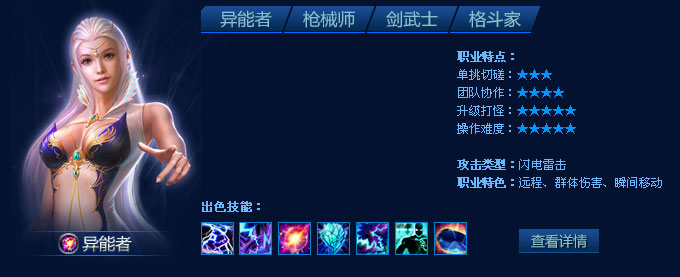 异能者 枪械师 剑武士 格斗家
职业特点：
单挑切磋：★★★
团队协作：★★★★
升级打怪：★★★★★
操作难度：★★★★★
攻击类型：闪电雷击
职业特色：远程、群体伤害、瞬间移动
出色技能：
异能者
查看详情